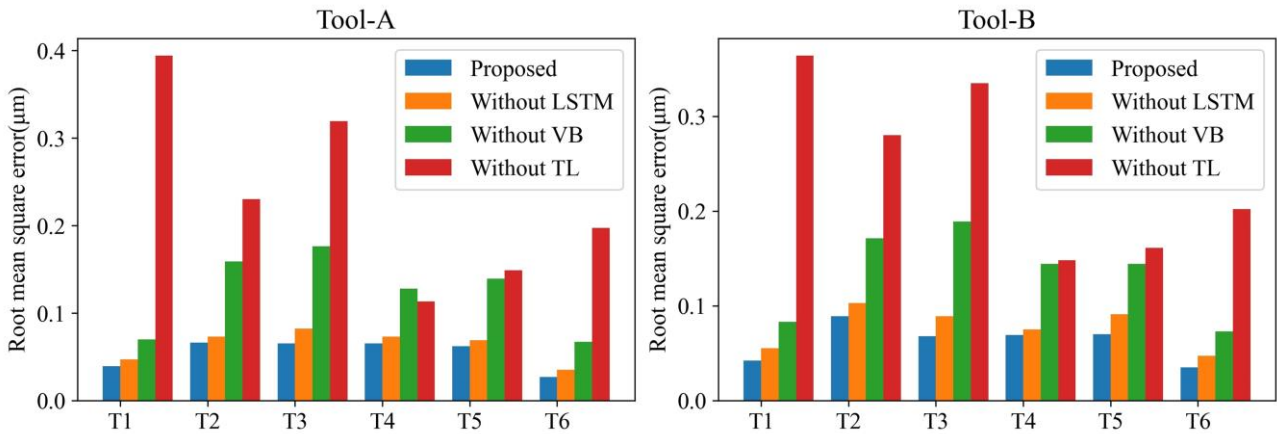 Tool-A
Root mean square error(μm)
0.4
0.3
0.2
0.1
0.0
Proposed
Without LSTM
Without VB
Without TL
T1 T2 T3 T4 T5 T6
Tool-B
Root mean square error(μm)
0.3
0.2
0.1
0.0
Proposed
Without LSTM
Without VB
Without TL
T1 T2 T3 T4 T5 T6